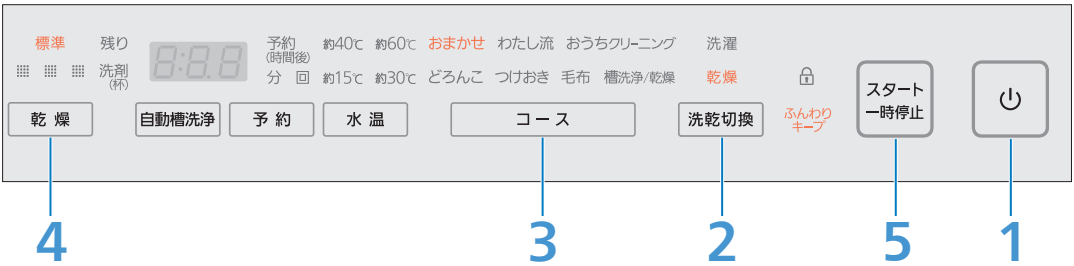 標準 残り 8:8.8 予約 約40℃ 約60℃ おまかせ わたし流 おうちクリーニング 洗濯
(時間後)
洗剤 分 回 約15℃ 約30℃ どろんこ つけおき 毛布 槽洗浄/乾燥 乾燥
(杯)
乾燥 自動槽洗浄 予約 水温 コース 洗乾切換 ふんわり
キープ
スタート
一時停止
4 3 2 5 1